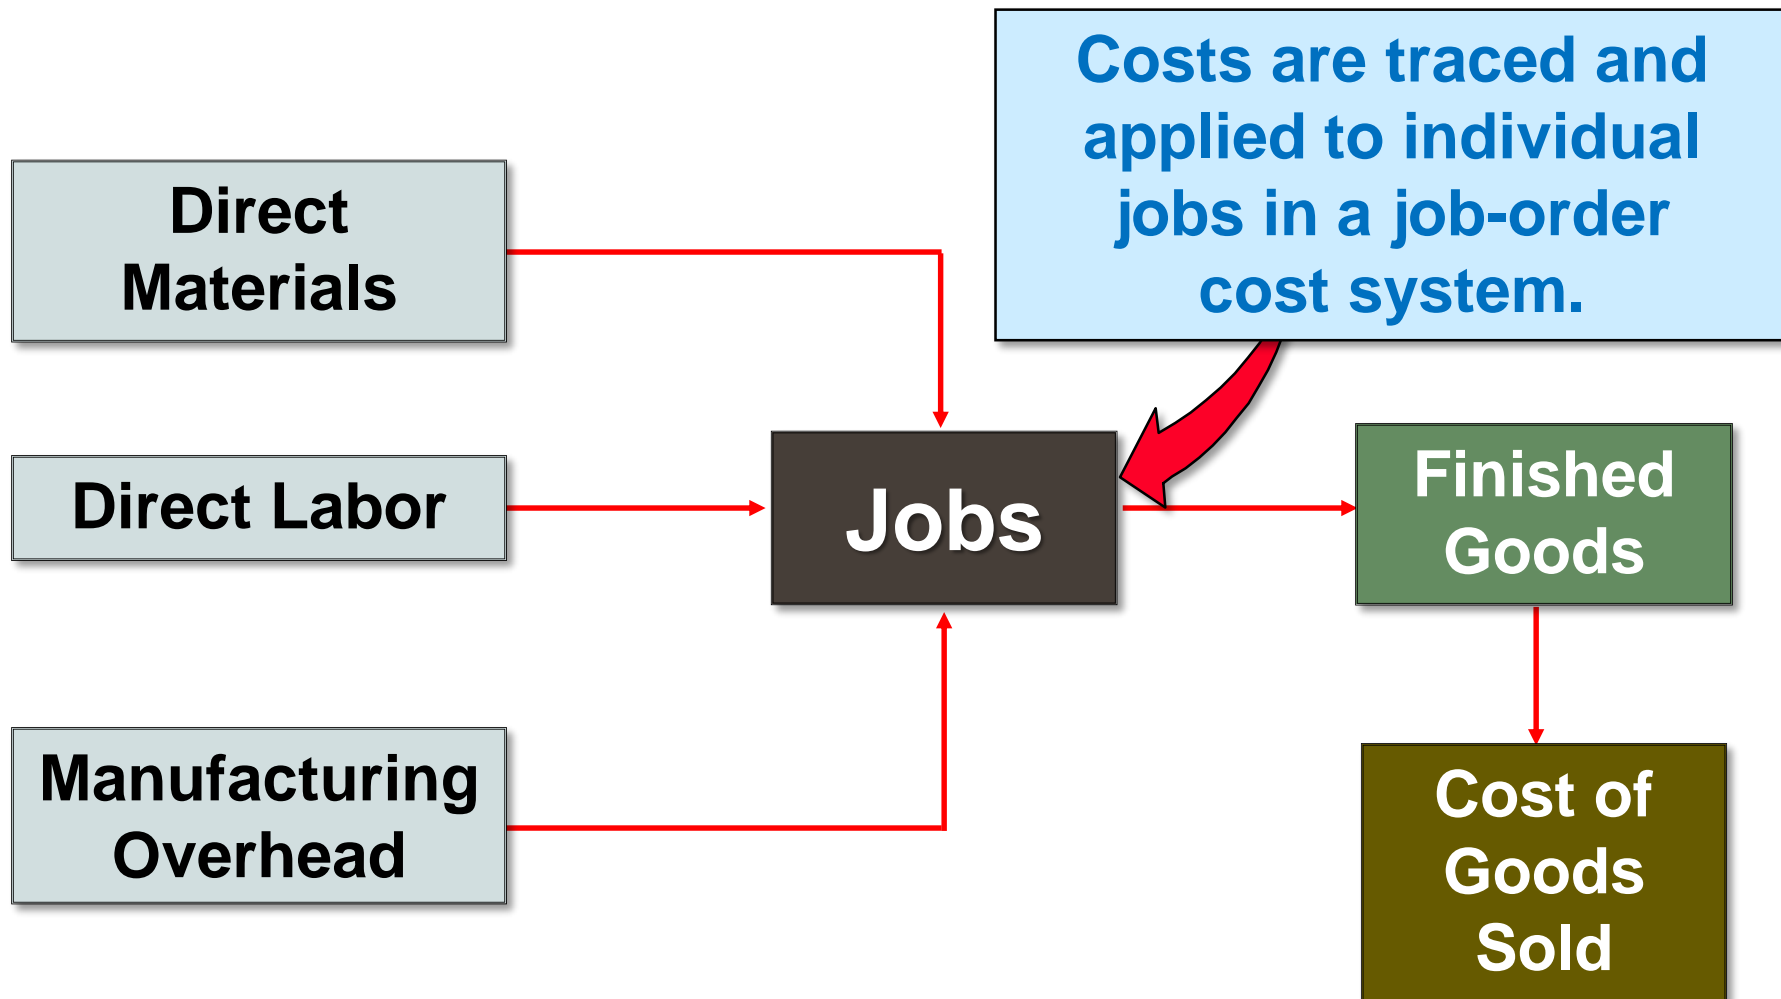 Costs are traced and
applied to individual
jobs in a job-order
cost system.
Direct
Materials
Direct Labor
Manufacturing
Overhead
Jobs
Finished
Goods
Cost of
Goods
Sold